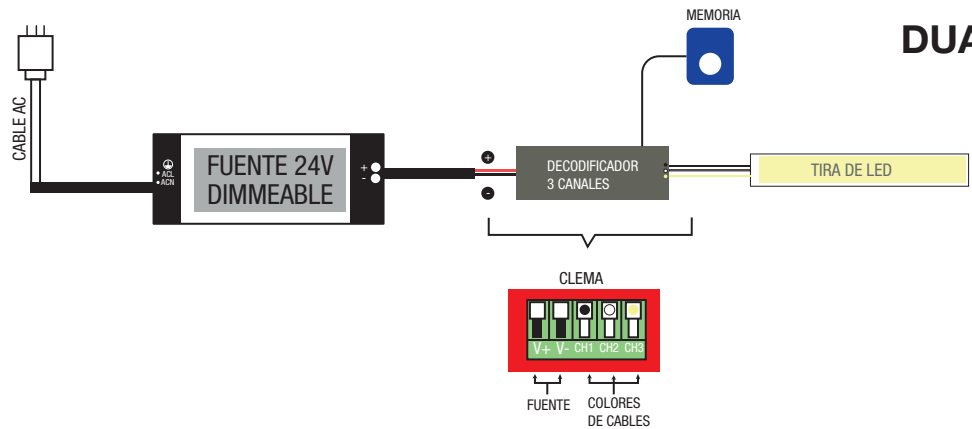 MEMORIA
DUA
CABLE AC
ACL
ACN
FUENTE 24V
DIMMEABLE
+
-
+
-
DECODIFICADOR
3 CANALES
TIRA DE LED
CLEMA
V+ V- CH1 CH2 CH3
FUENTE
COLORES
DE CABLES